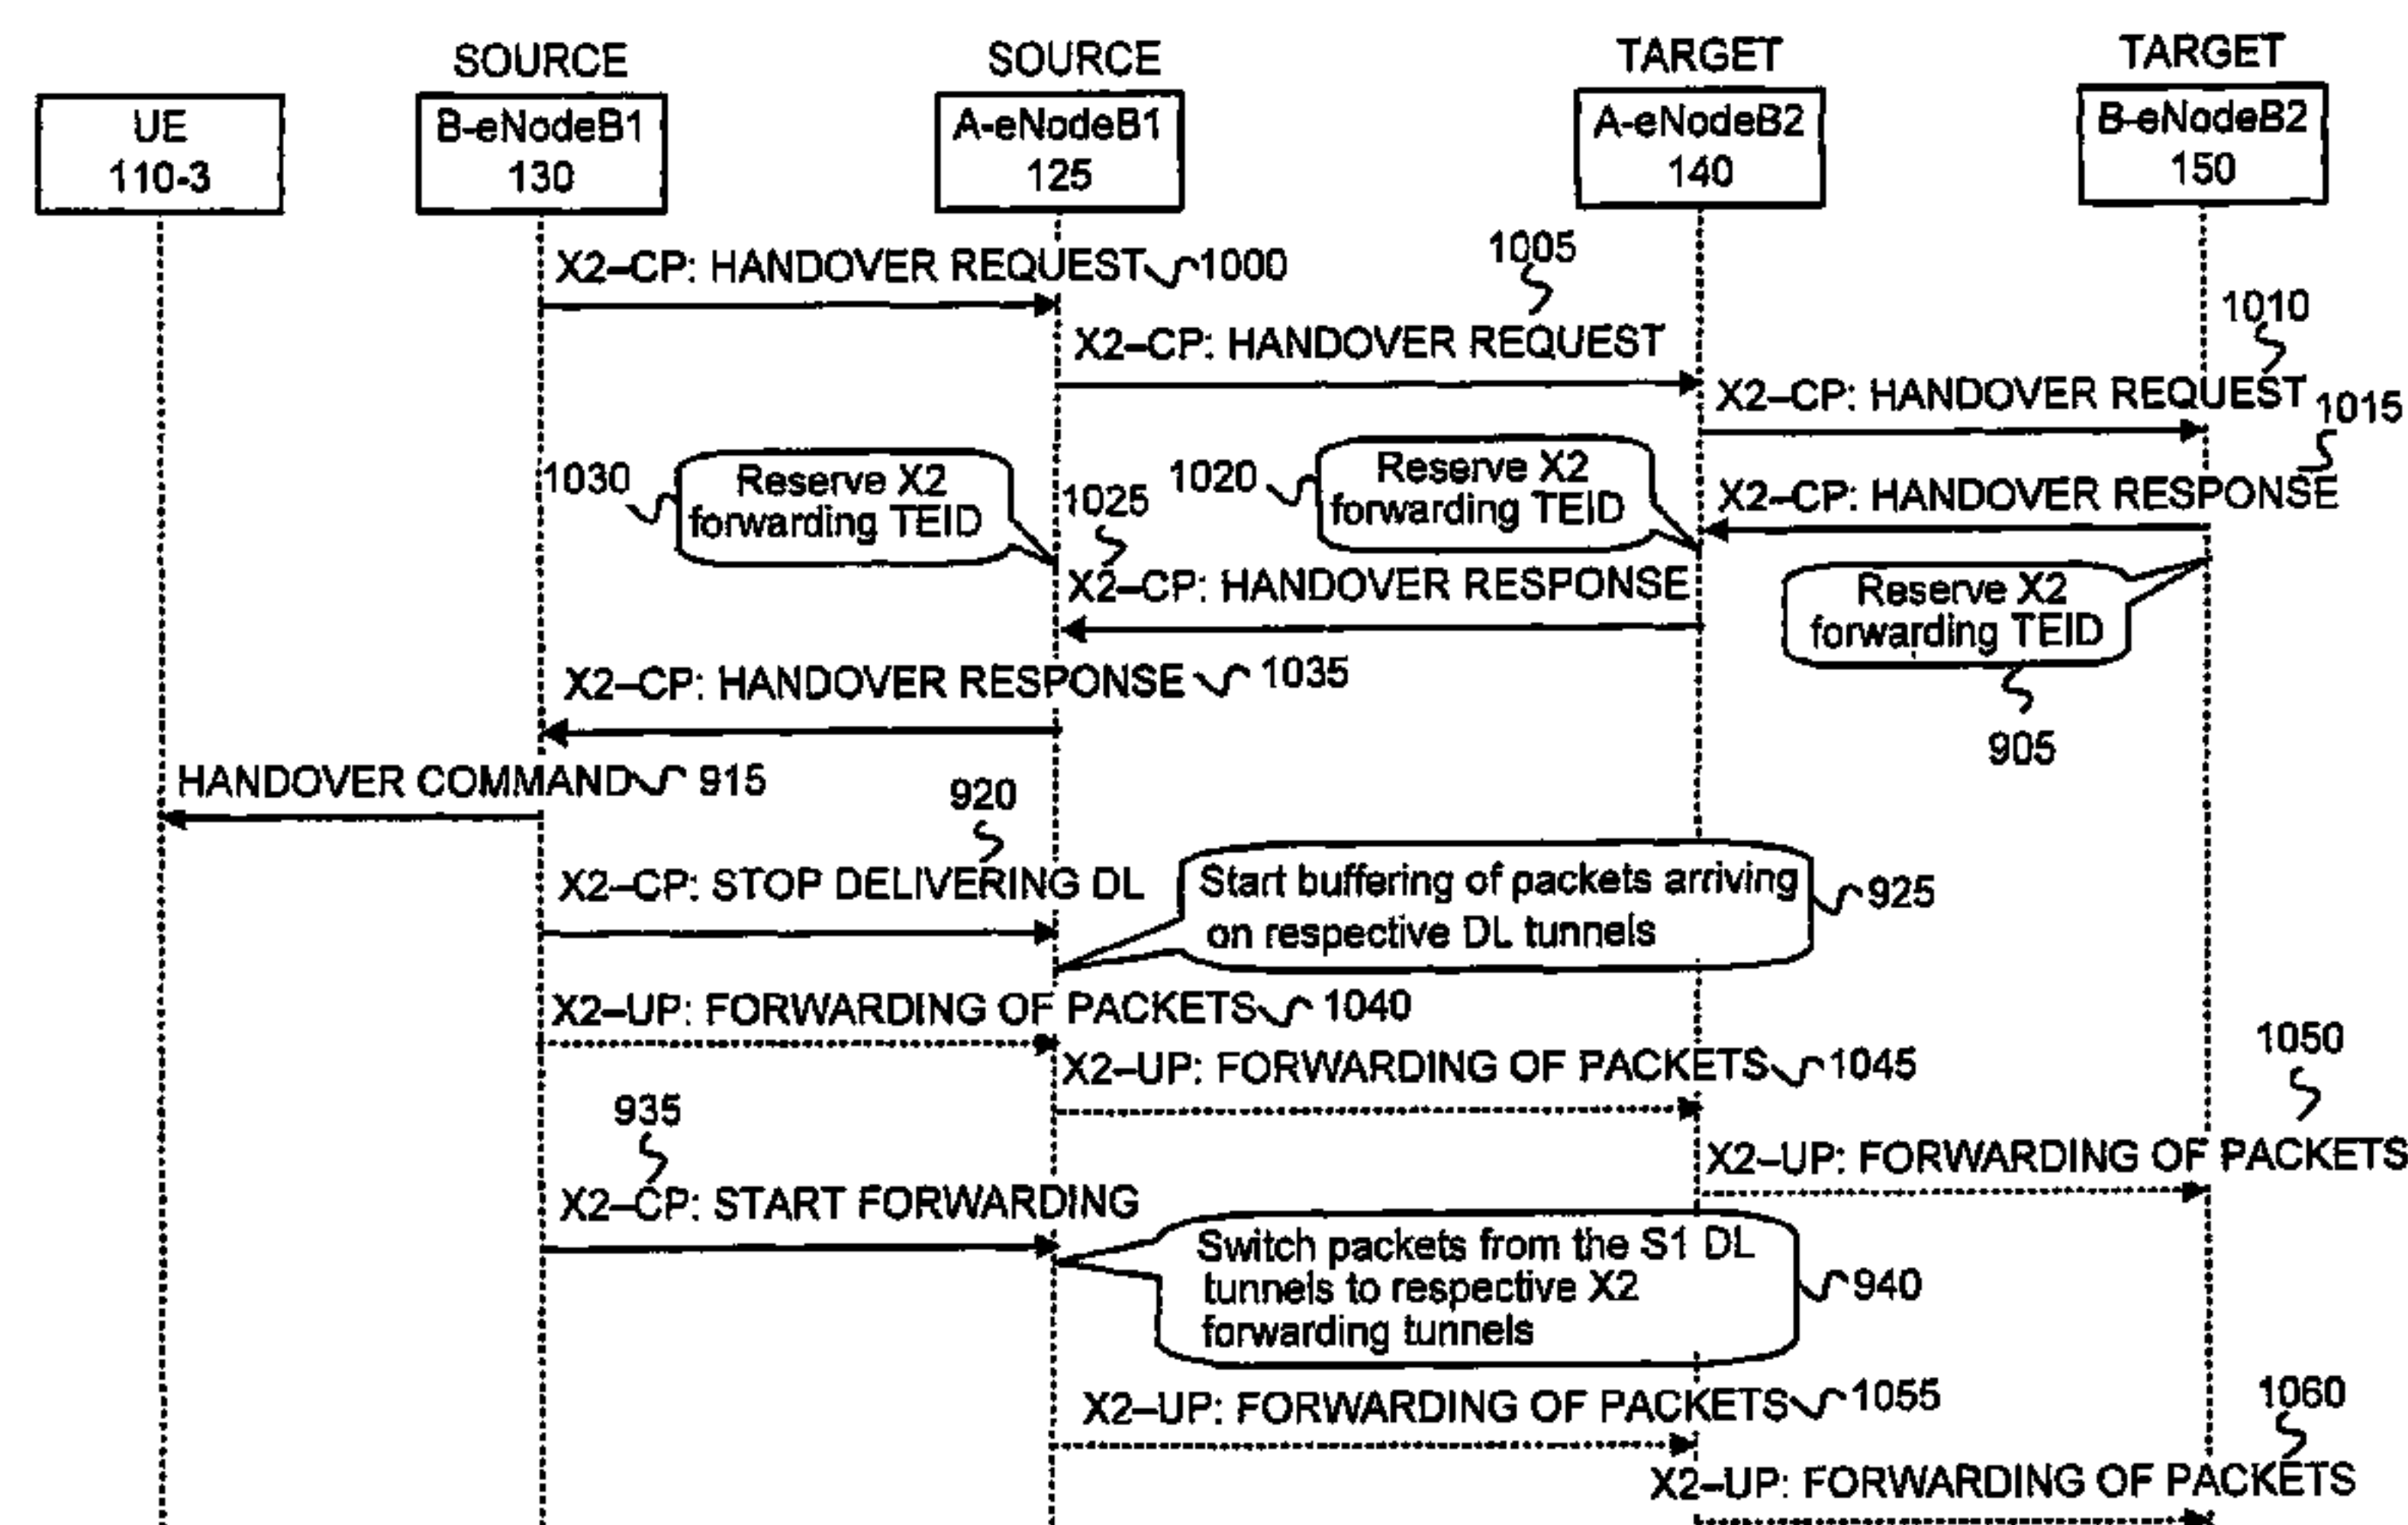 SOURCE
SOURCE
TARGET
TARGET
UE
110-3
B-eNodeB1
130
A-eNodeB1
125
A-eNodeB2
140
B-eNodeB2
150
X2–CP: HANDOVER REQUEST 1000
1005
X2–CP: HANDOVER REQUEST
1010
X2–CP: HANDOVER REQUEST
1015
1030
Reserve X2
forwarding TEID
1025
1020
Reserve X2
forwarding TEID
X2–CP: HANDOVER RESPONSE
X2–CP: HANDOVER RESPONSE
Reserve X2
forwarding TEID
905
X2–CP: HANDOVER RESPONSE 1035
HANDOVER COMMAND 915
920
X2–CP: STOP DELIVERING DL
Start buffering of packets arriving
on respective DL tunnels
925
X2–UP: FORWARDING OF PACKETS 1040
X2–UP: FORWARDING OF PACKETS 1045
1050
X2–UP: FORWARDING OF PACKETS
935
X2–CP: START FORWARDING
Switch packets from the S1 DL
tunnels to respective X2
forwarding tunnels
940
X2–UP: FORWARDING OF PACKETS 1055
1060
X2–UP: FORWARDING OF PACKETS